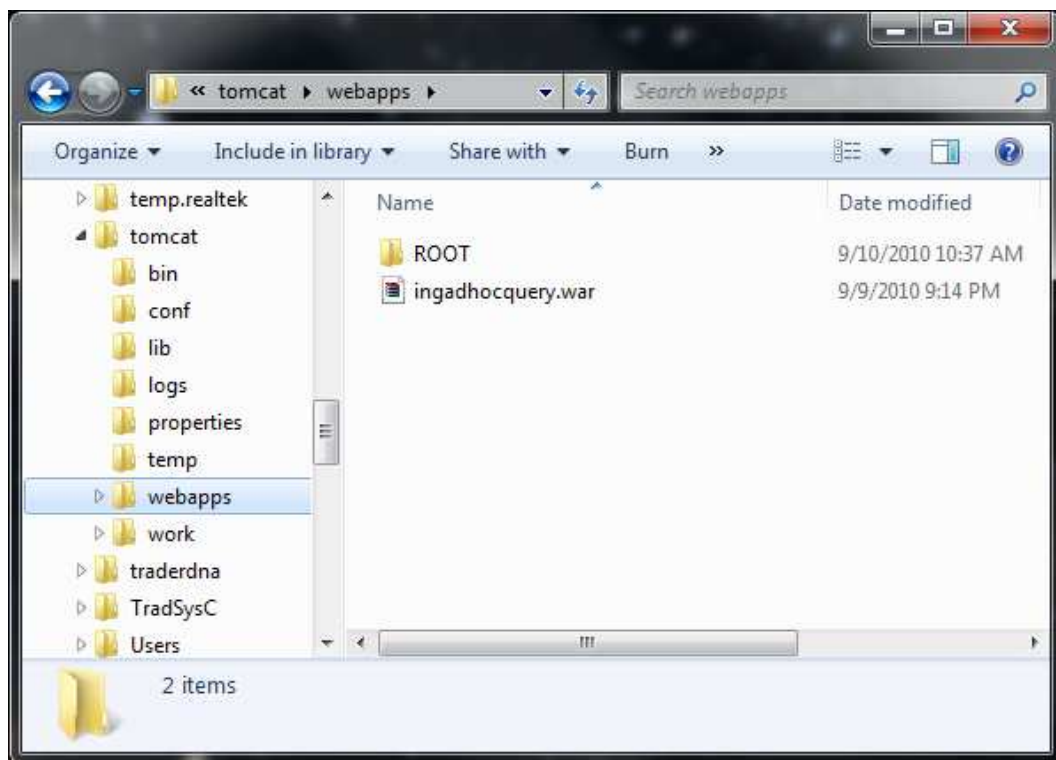 « tomcat ▸ webapps ▸ Search webapps
Organize Include in library Share with Burn »
temp.realtek
tomcat
bin
conf
lib
logs
properties
temp
webapps
work
traderdna
TradSysC
Users
Name Date modified
ROOT 9/10/2010 10:37 AM
ingadhocquery.war 9/9/2010 9:14 PM
2 items